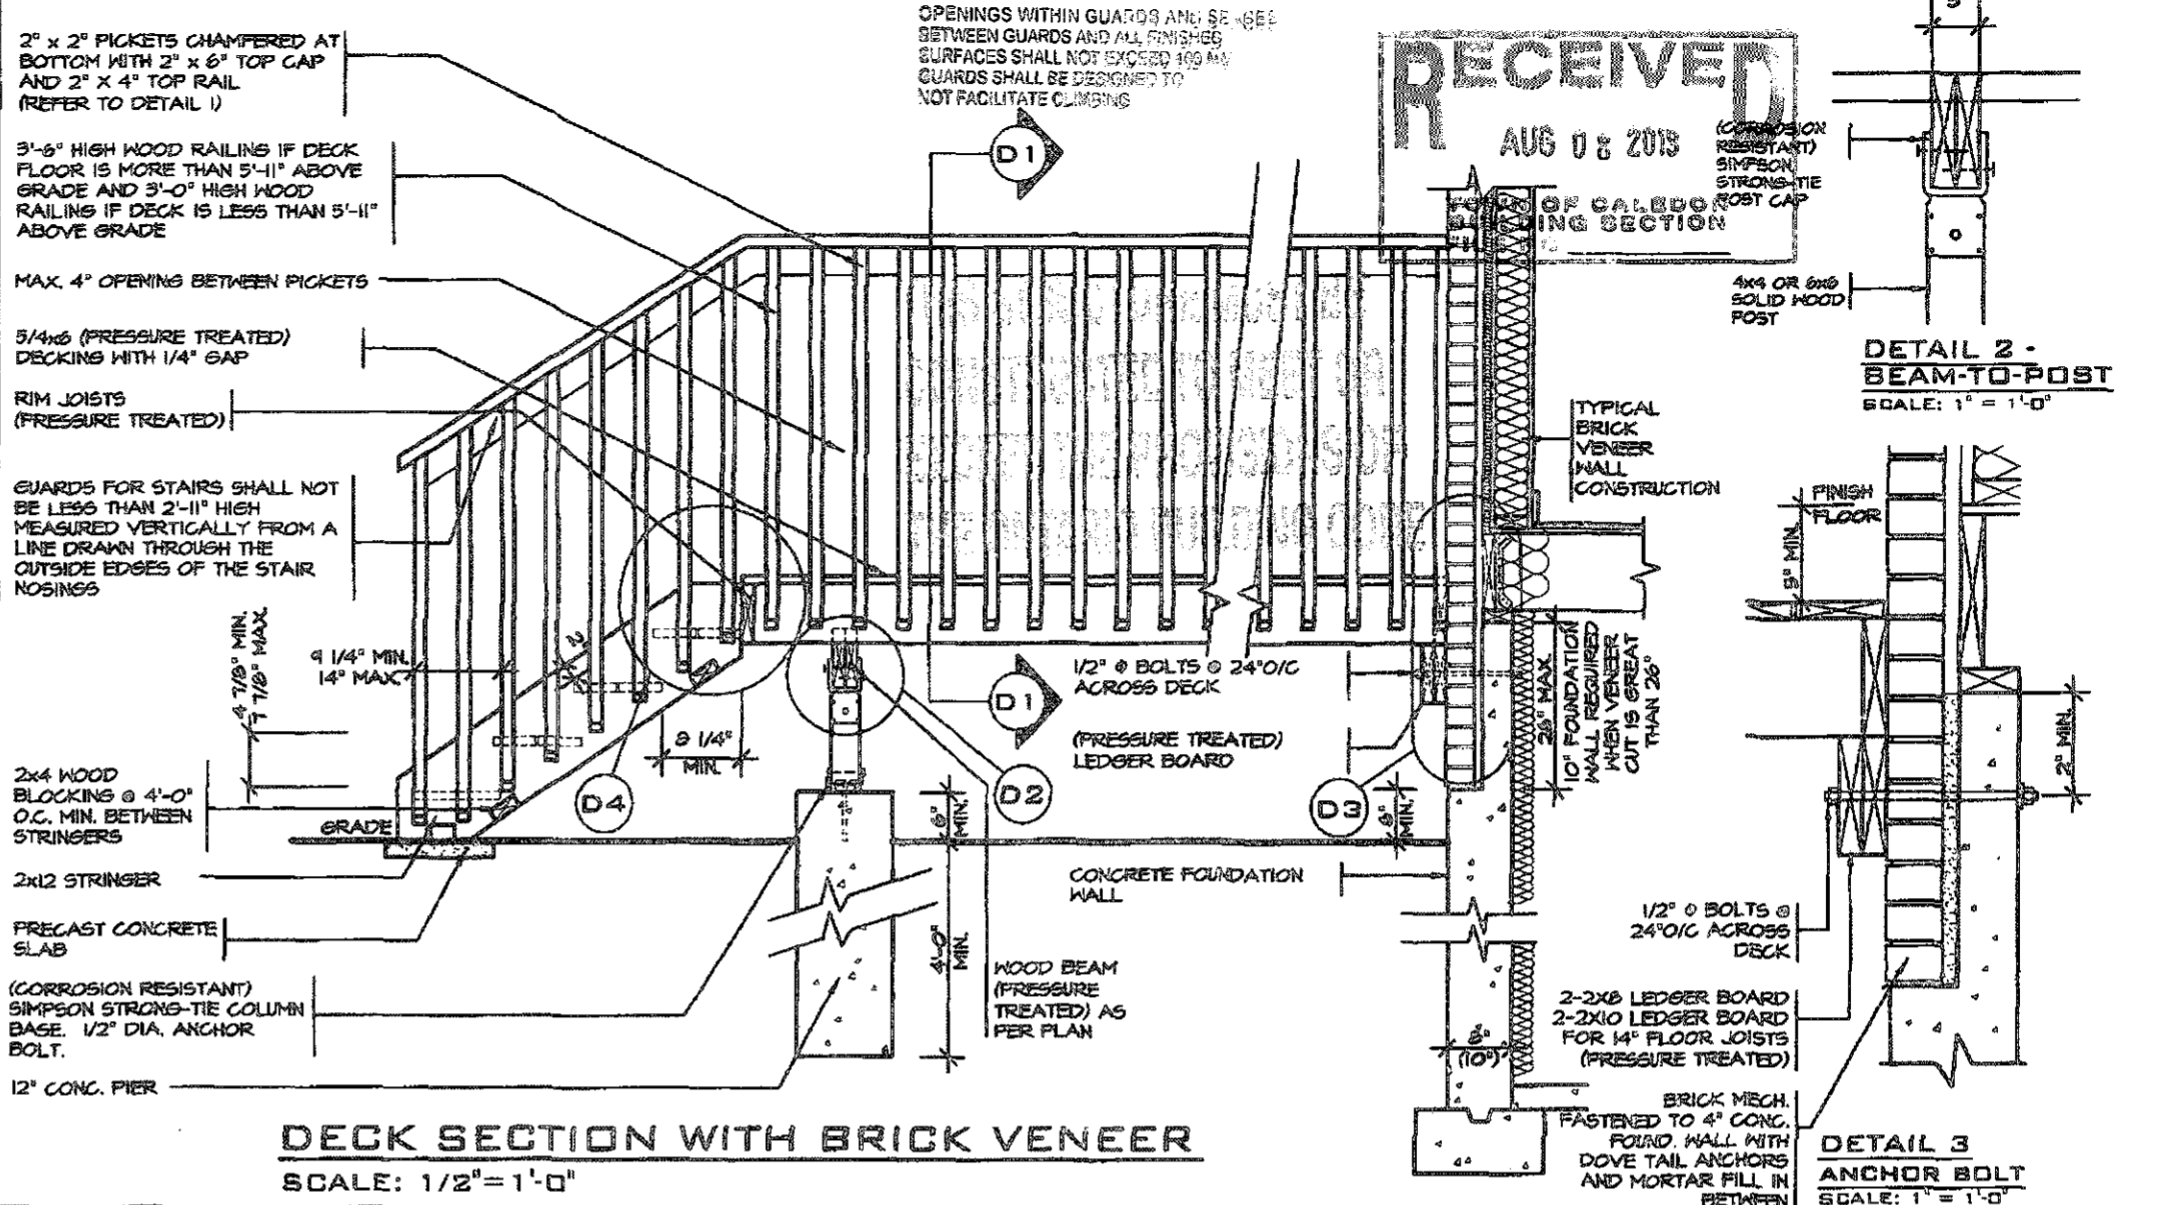 2" x 2" PICKETS CHAMFERED AT
BOTTOM WITH 2" x 6" TOP CAP
AND 2" X 4" TOP RAIL
(REFER TO DETAIL 1)
3'-6" HIGH WOOD RAILING IF DECK
FLOOR IS MORE THAN 5'-11" ABOVE
GRADE AND 3'-0" HIGH WOOD
RAILING IF DECK IS LESS THAN 5'-11"
ABOVE GRADE
MAX. 4" OPENING BETWEEN PICKETS
5/4x6 (PRESSURE TREATED)
DECKING WITH 1/4" GAP
RIM JOISTS
(PRESSURE TREATED)
GUARDS FOR STAIRS SHALL NOT
BE LESS THAN 2'-11" HIGH
MEASURED VERTICALLY FROM A
LINE DRAWN THROUGH THE
OUTSIDE EDGES OF THE STAIR
NOSINGS
4 7/8" MIN.
7 7/8" MAX.
9 1/4" MIN.
14" MAX.
2x4 WOOD
BLOCKING @ 4'-0"
O.C. MIN. BETWEEN
STRINGERS
GRADE
2x12 STRINGER
PRECAST CONCRETE
SLAB
(CORROSION RESISTANT)
SIMPSON STRONG-TIE COLUMN
BASE. 1/2" DIA. ANCHOR
BOLT.
12" CONC. PIER
OPENINGS WITHIN GUARDS AND
BETWEEN GUARDS AND ALL FINISHED
SURFACES SHALL NOT EXCEED 100 MM
GUARDS SHALL BE DESIGNED TO
NOT FACILITATE CLIMBING
D1
RECEIVED
AUG 08
TOWN OF CALEDON
BUILDING SECTION
BUILDING CODE
D1
D2
D3
D4
MIN.
1/2" Ø BOLTS @ 24"O/C
ACROSS DECK
(PRESSURE TREATED)
LEDGER BOARD
6"
MIN.
4'-0"
MIN.
WOOD BEAM
(PRESSURE
TREATED) AS
PER PLAN
CONCRETE FOUNDATION
WALL
MIN.
26" MAX.
10" FOUNDATION
WALL REQUIRED
WHEN VENEER
CUT IS GREAT
THAN 26"
8"
(10")
TYPICAL
BRICK
VENEER
WALL
CONSTRUCTION
DECK SECTION WITH BRICK VENEER
SCALE: 1/2"=1'-0"
(CORROSION
RESISTANT)
SIMPSON
STRONG-TIE
POST CAP
4x4 OR 6x6
SOLID WOOD
POST
DETAIL 2 -
BEAM-TO-POST
SCALE: 1" = 1'-0"
FINISH
FLOOR
MIN.
2" MIN.
1/2" Ø BOLTS @
24"O/C ACROSS
DECK
2-2X8 LEDGER BOARD
2-2X10 LEDGER BOARD
FOR 14" FLOOR JOISTS
(PRESSURE TREATED)
BRICK MECH.
FASTENED TO 4" CONC.
FOUND. WALL WITH
DOVE TAIL ANCHORS
AND MORTAR FILL IN
BETWEEN
DETAIL 3
ANCHOR BOLT
SCALE: 1" = 1'-0"